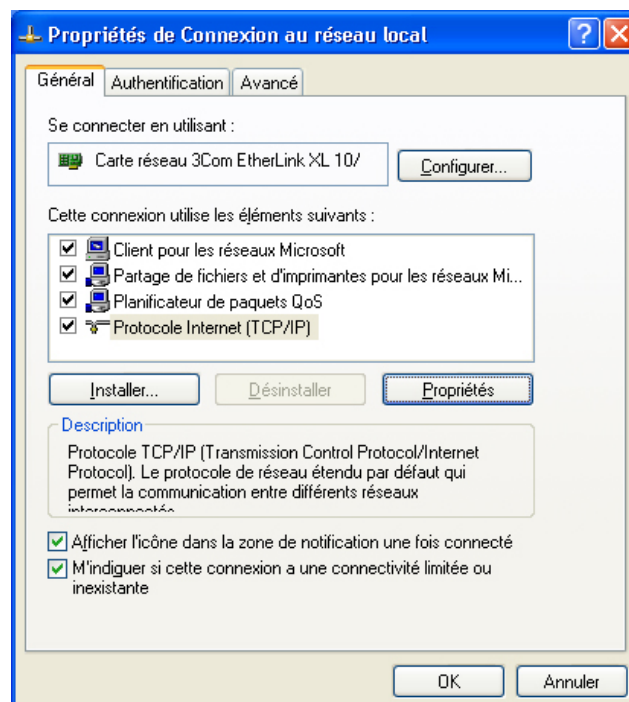 Propriétés de Connexion au réseau local
Général
Authentification
Avancé
Se connecter en utilisant :
Carte réseau 3Com EtherLink XL 10/
Configurer...
Cette connexion utilise les éléments suivants :
Client pour les réseaux Microsoft
Partage de fichiers et d'imprimantes pour les réseaux Mi...
Planificateur de paquets QoS
Protocole Internet (TCP/IP)
Installer...
Désinstaller
Propriétés
Description
Protocole TCP/IP (Transmission Control Protocol/Internet
Protocol). Le protocole de réseau étendu par défaut qui
permet la communication entre différents réseaux
interconnectés.
Afficher l'icône dans la zone de notification une fois connecté
M'indiquer si cette connexion a une connectivité limitée ou
inexistante
OK
Annuler